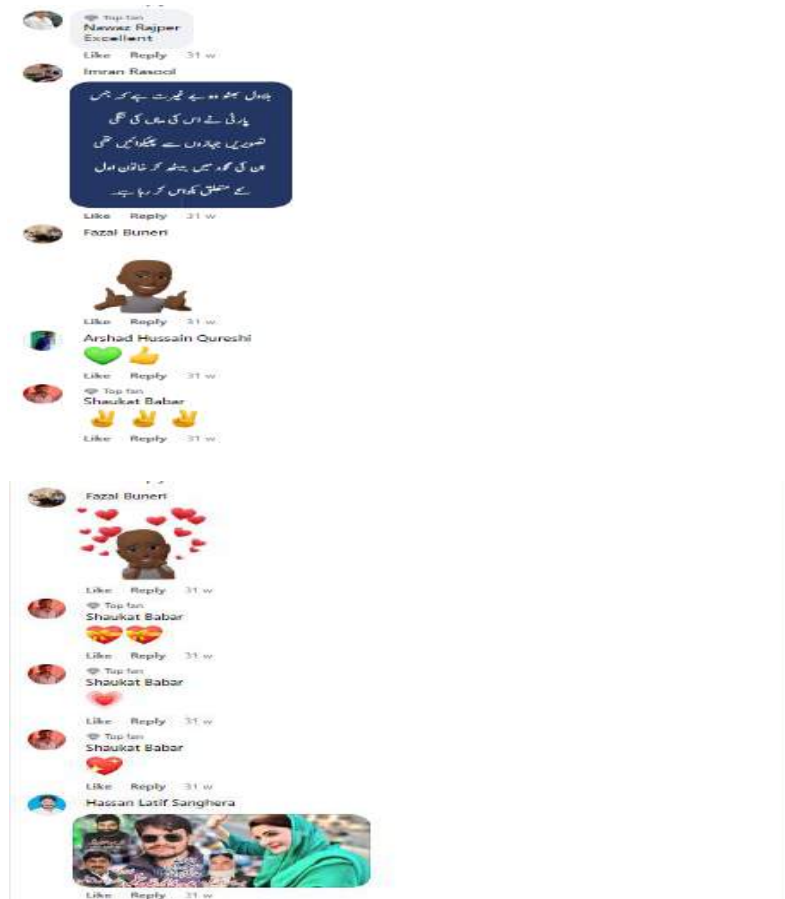 Top fan
Nawaz Rajper
Excellent
Like Reply 31 w
Imran Rasool
بلاول بھٹو وہ بے غیرت ہے کہ جس
پارٹی نے اس کی ماں کی ننگی
تصویریں جہازوں سے پھیکوائیں تھی
ان کی گود میں بیٹھ کر خاتون اول
کے متعلق بکواس کر رہا ہے۔
Like Reply 31 w
Fazal Buneri
Like Reply 31 w
Arshad Hussain Qureshi
💚 👍
Like Reply 31 w
Top fan
Shaukat Babar
✌️ ✌️ ✌️
Like Reply 31 w
Fazal Buneri
Like Reply 31 w
Top fan
Shaukat Babar
💝💝
Like Reply 31 w
Top fan
Shaukat Babar
💗
Like Reply 31 w
Top fan
Shaukat Babar
💖
Like Reply 31 w
Hassan Latif Sanghera
Like Reply 31 w